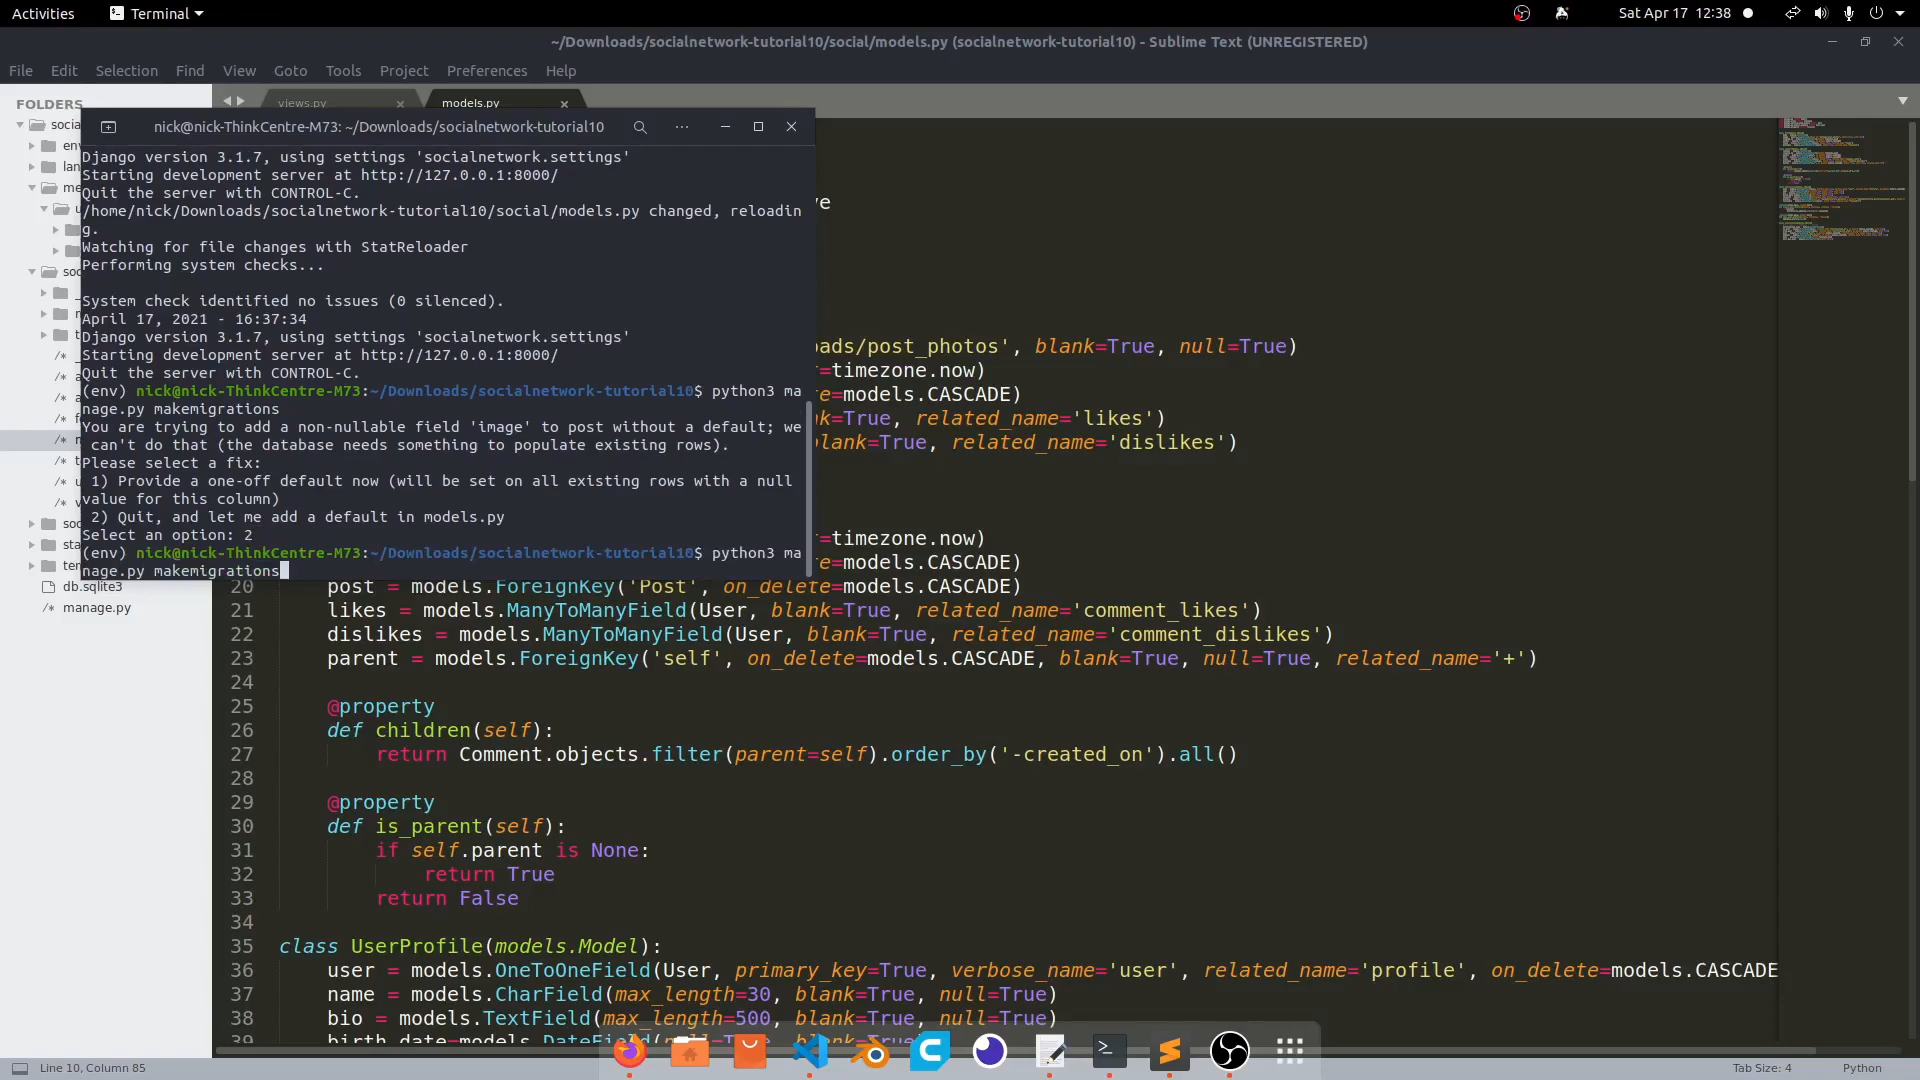 Activities
Terminal
Sat Apr 17 12:38
~/Downloads/socialnetwork-tutorial10/social/models.py (socialnetwork-tutorial10) - Sublime Text (UNREGISTERED)
File Edit Selection Find View Goto Tools Project Preferences Help
FOLDERS
views.py
models.py
nick@nick-ThinkCentre-M73: ~/Downloads/socialnetwork-tutorial10
Django version 3.1.7, using settings 'socialnetwork.settings'
Starting development server at http://127.0.0.1:8000/
Quit the server with CONTROL-C.
/home/nick/Downloads/socialnetwork-tutorial10/social/models.py changed, reloadin
g.
Watching for file changes with StatReloader
Performing system checks...
System check identified no issues (0 silenced).
April 17, 2021 - 16:37:34
Django version 3.1.7, using settings 'socialnetwork.settings'
Starting development server at http://127.0.0.1:8000/
Quit the server with CONTROL-C.
(env) nick@nick-ThinkCentre-M73:~/Downloads/socialnetwork-tutorial10$ python3 ma
nage.py makemigrations
You are trying to add a non-nullable field 'image' to post without a default; we
can't do that (the database needs something to populate existing rows).
Please select a fix:
1) Provide a one-off default now (will be set on all existing rows with a null
value for this column)
2) Quit, and let me add a default in models.py
Select an option: 2
(env) nick@nick-ThinkCentre-M73:~/Downloads/socialnetwork-tutorial10$ python3 ma
nage.py makemigrations
db.sqlite3
manage.py
ve
oads/post_photos', blank=True, null=True)
=timezone.now)
e=models.CASCADE)
k=True, related_name='likes')
blank=True, related_name='dislikes')
=timezone.now)
e=models.CASCADE)
20 post = models.ForeignKey('Post', on_delete=models.CASCADE)
21 likes = models.ManyToManyField(User, blank=True, related_name='comment_likes')
22 dislikes = models.ManyToManyField(User, blank=True, related_name='comment_dislikes')
23 parent = models.ForeignKey('self', on_delete=models.CASCADE, blank=True, null=True, related_name='+')
24
25 @property
26 def children(self):
27 return Comment.objects.filter(parent=self).order_by('-created_on').all()
28
29 @property
30 def is_parent(self):
31 if self.parent is None:
32 return True
33 return False
34
35 class UserProfile(models.Model):
36 user = models.OneToOneField(User, primary_key=True, verbose_name='user', related_name='profile', on_delete=models.CASCADE
37 name = models.CharField(max_length=30, blank=True, null=True)
38 bio = models.TextField(max_length=500, blank=True, null=True)
39 birth_date=models.DateField(
Line 10, Column 85
Tab Size: 4
Python